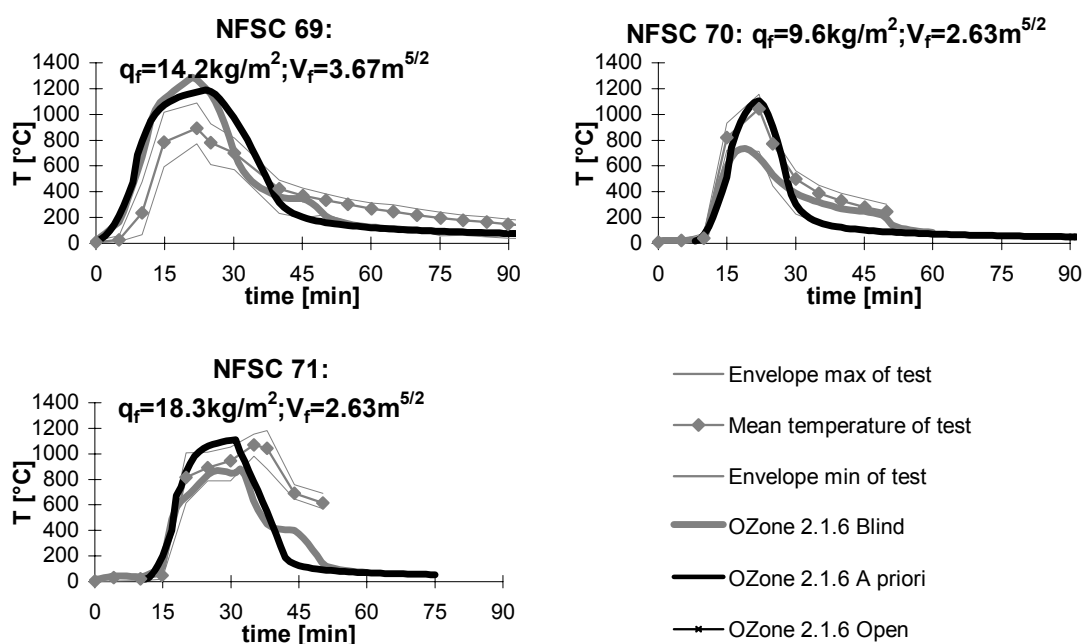 NFSC 69:
q_f=14.2kg/m²;V_f=3.67m^5/2
T [°C]
1400
1200
1000
800
600
400
200
0
0 15 30 45 60 75 90
time [min]
NFSC 70: q_f=9.6kg/m²;V_f=2.63m^5/2
T [°C]
1400
1200
1000
800
600
400
200
0
0 15 30 45 60 75 90
time [min]
NFSC 71:
q_f=18.3kg/m²;V_f=2.63m^5/2
T [°C]
1400
1200
1000
800
600
400
200
0
0 15 30 45 60 75 90
time [min]
Envelope max of test
Mean temperature of test
Envelope min of test
OZone 2.1.6 Blind
OZone 2.1.6 A priori
OZone 2.1.6 Open